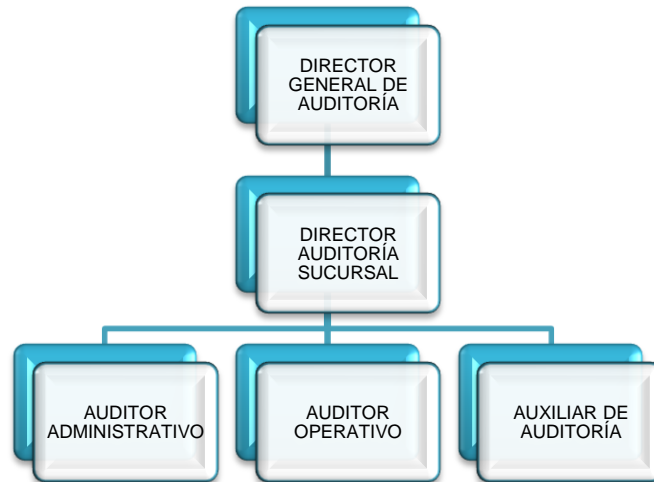 DIRECTOR
GENERAL DE
AUDITORÍA
DIRECTOR
AUDITORÍA
SUCURSAL
AUDITOR
ADMINISTRATIVO
AUDITOR
OPERATIVO
AUXILIAR DE
AUDITORÍA